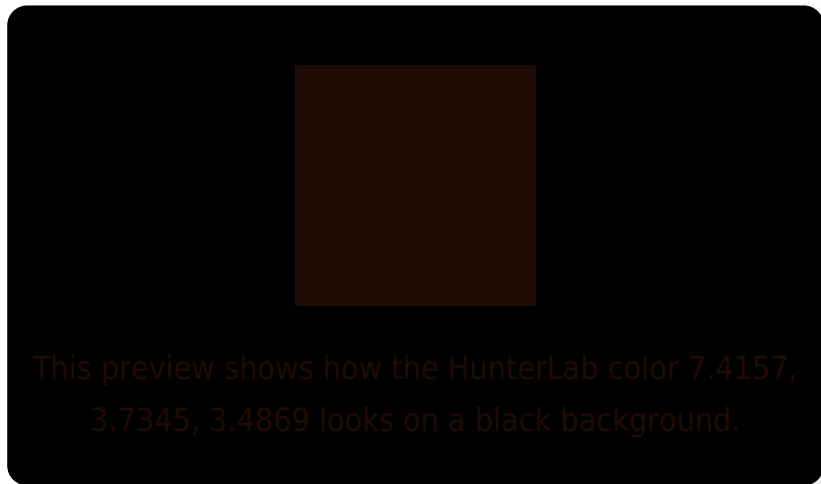 This preview shows how the HunterLab color 7.4157,
3.7345, 3.4869 looks on a black background.